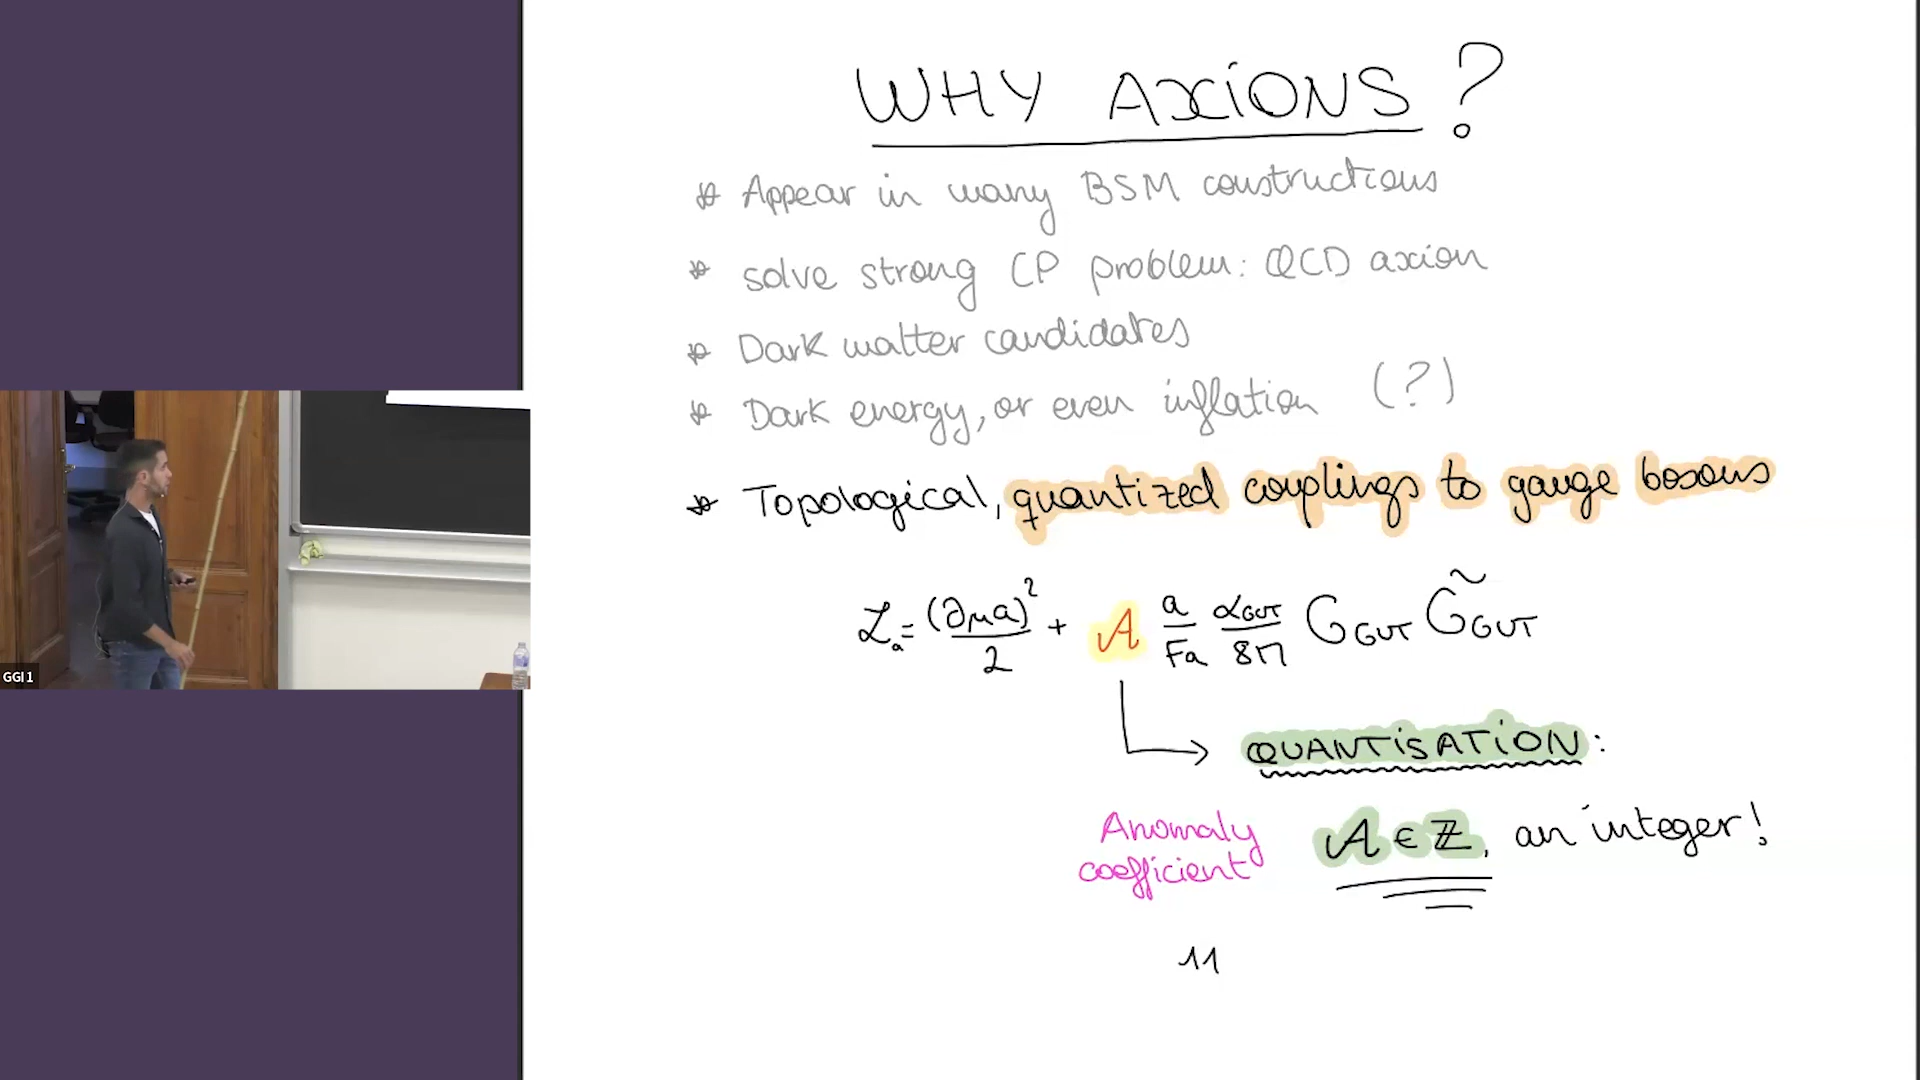 WHY AXIONS?
* Appear in many BSM constructions
* solve strong CP problem: QCD axion
* Dark matter candidates
* Dark energy, or even inflation (?)
* Topological, quantized couplings to gauge bosons
ℒₐ = (∂μa)²/2 + 𝒜 a/Fa αGUT/8π G_GUT G̃_GUT
QUANTISATION:
Anomaly
coefficient
𝒜 ∈ ℤ, an integer!
11
GGI 1